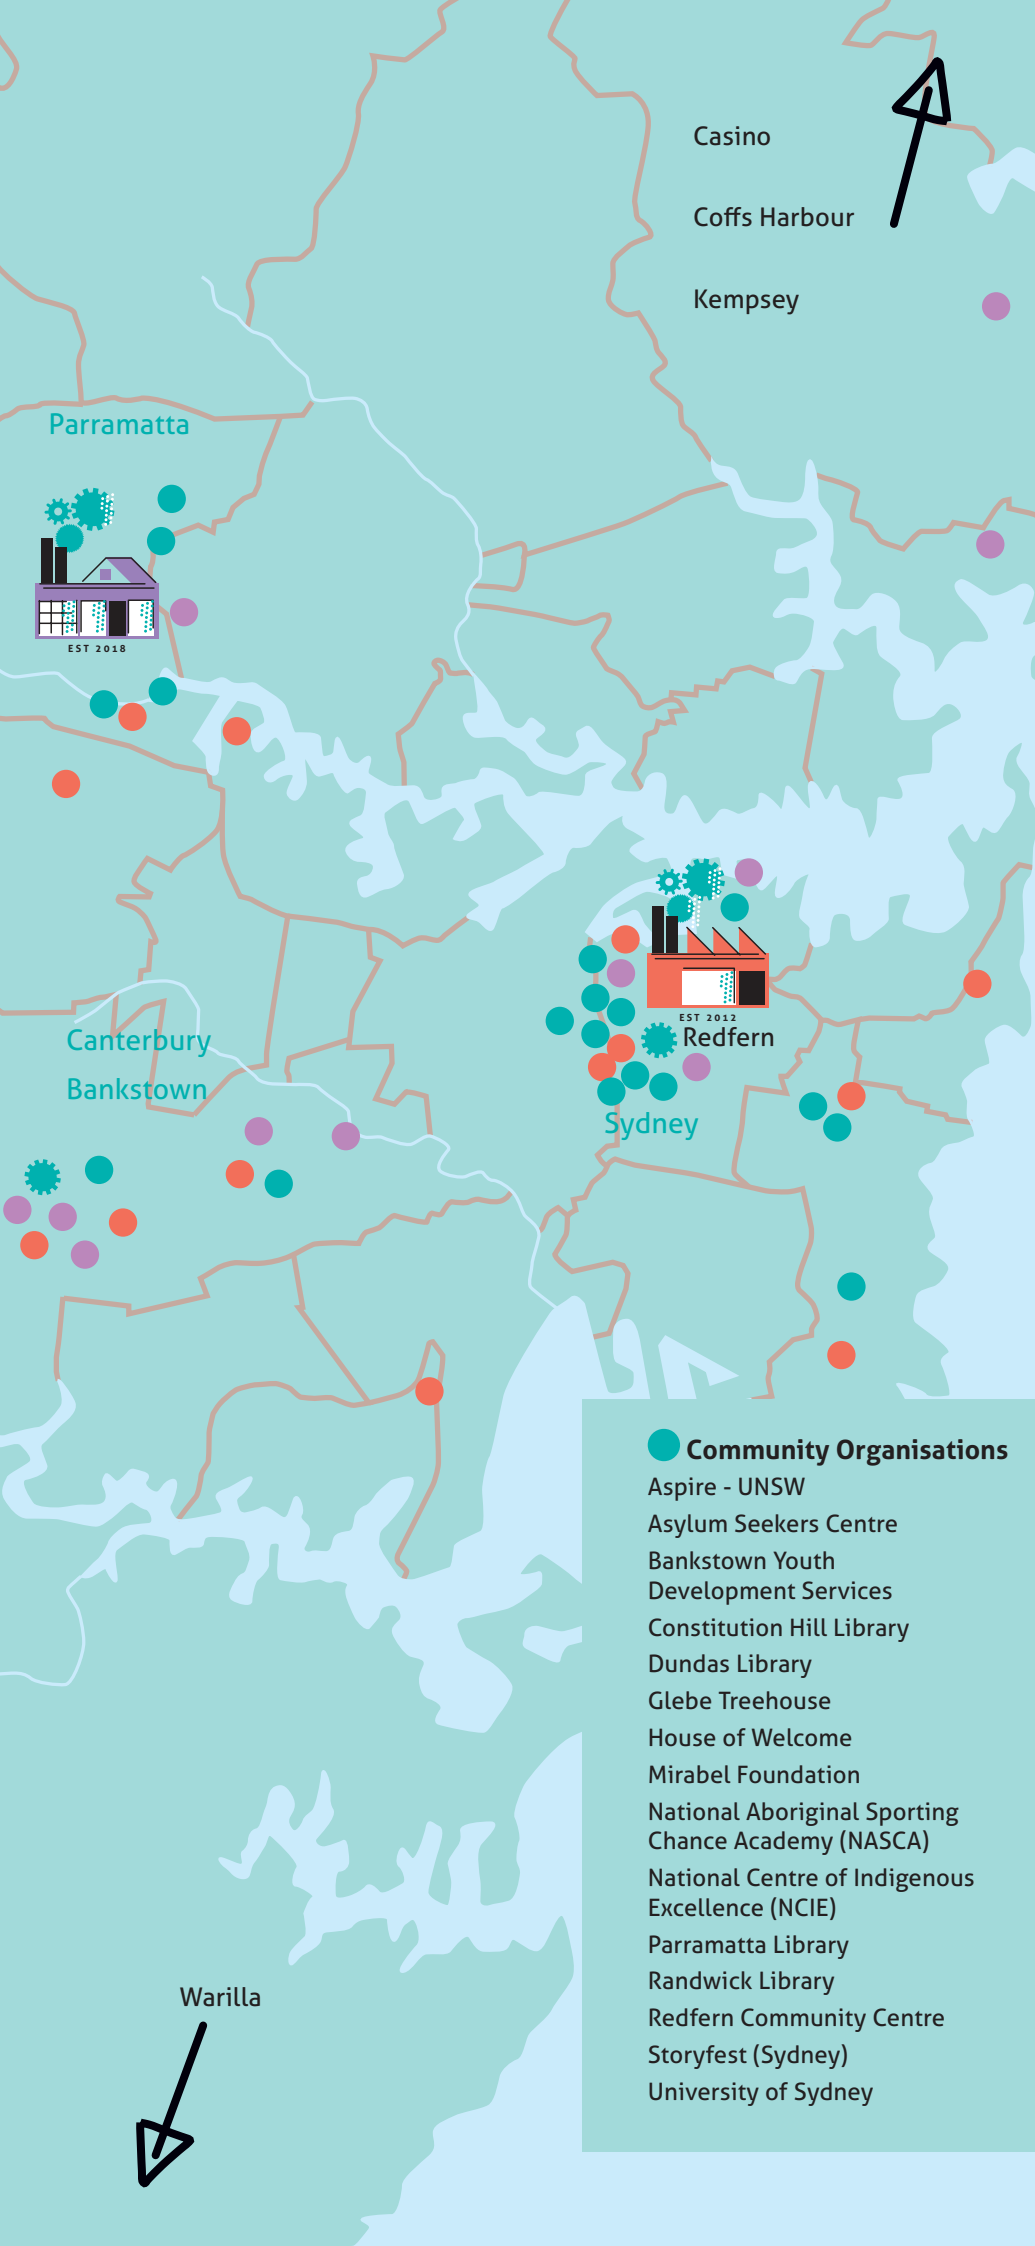 Casino
Coffs Harbour
Kempsey
Parramatta
EST 2018
EST 2012
Redfern
Canterbury
Bankstown
Sydney
Community Organisations
Aspire - UNSW
Asylum Seekers Centre
Bankstown Youth
Development Services
Constitution Hill Library
Dundas Library
Glebe Treehouse
House of Welcome
Mirabel Foundation
National Aboriginal Sporting
Chance Academy (NASCA)
National Centre of Indigenous
Excellence (NCIE)
Parramatta Library
Randwick Library
Redfern Community Centre
Storyfest (Sydney)
University of Sydney
Warilla